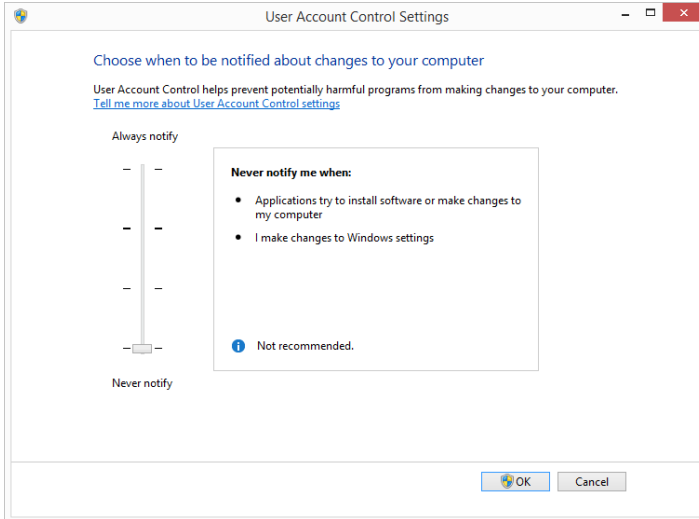 User Account Control Settings
Choose when to be notified about changes to your computer
User Account Control helps prevent potentially harmful programs from making changes to your computer.
Tell me more about User Account Control settings
Always notify
Never notify me when:
Applications try to install software or make changes to
my computer
I make changes to Windows settings
Not recommended.
Never notify
OK
Cancel